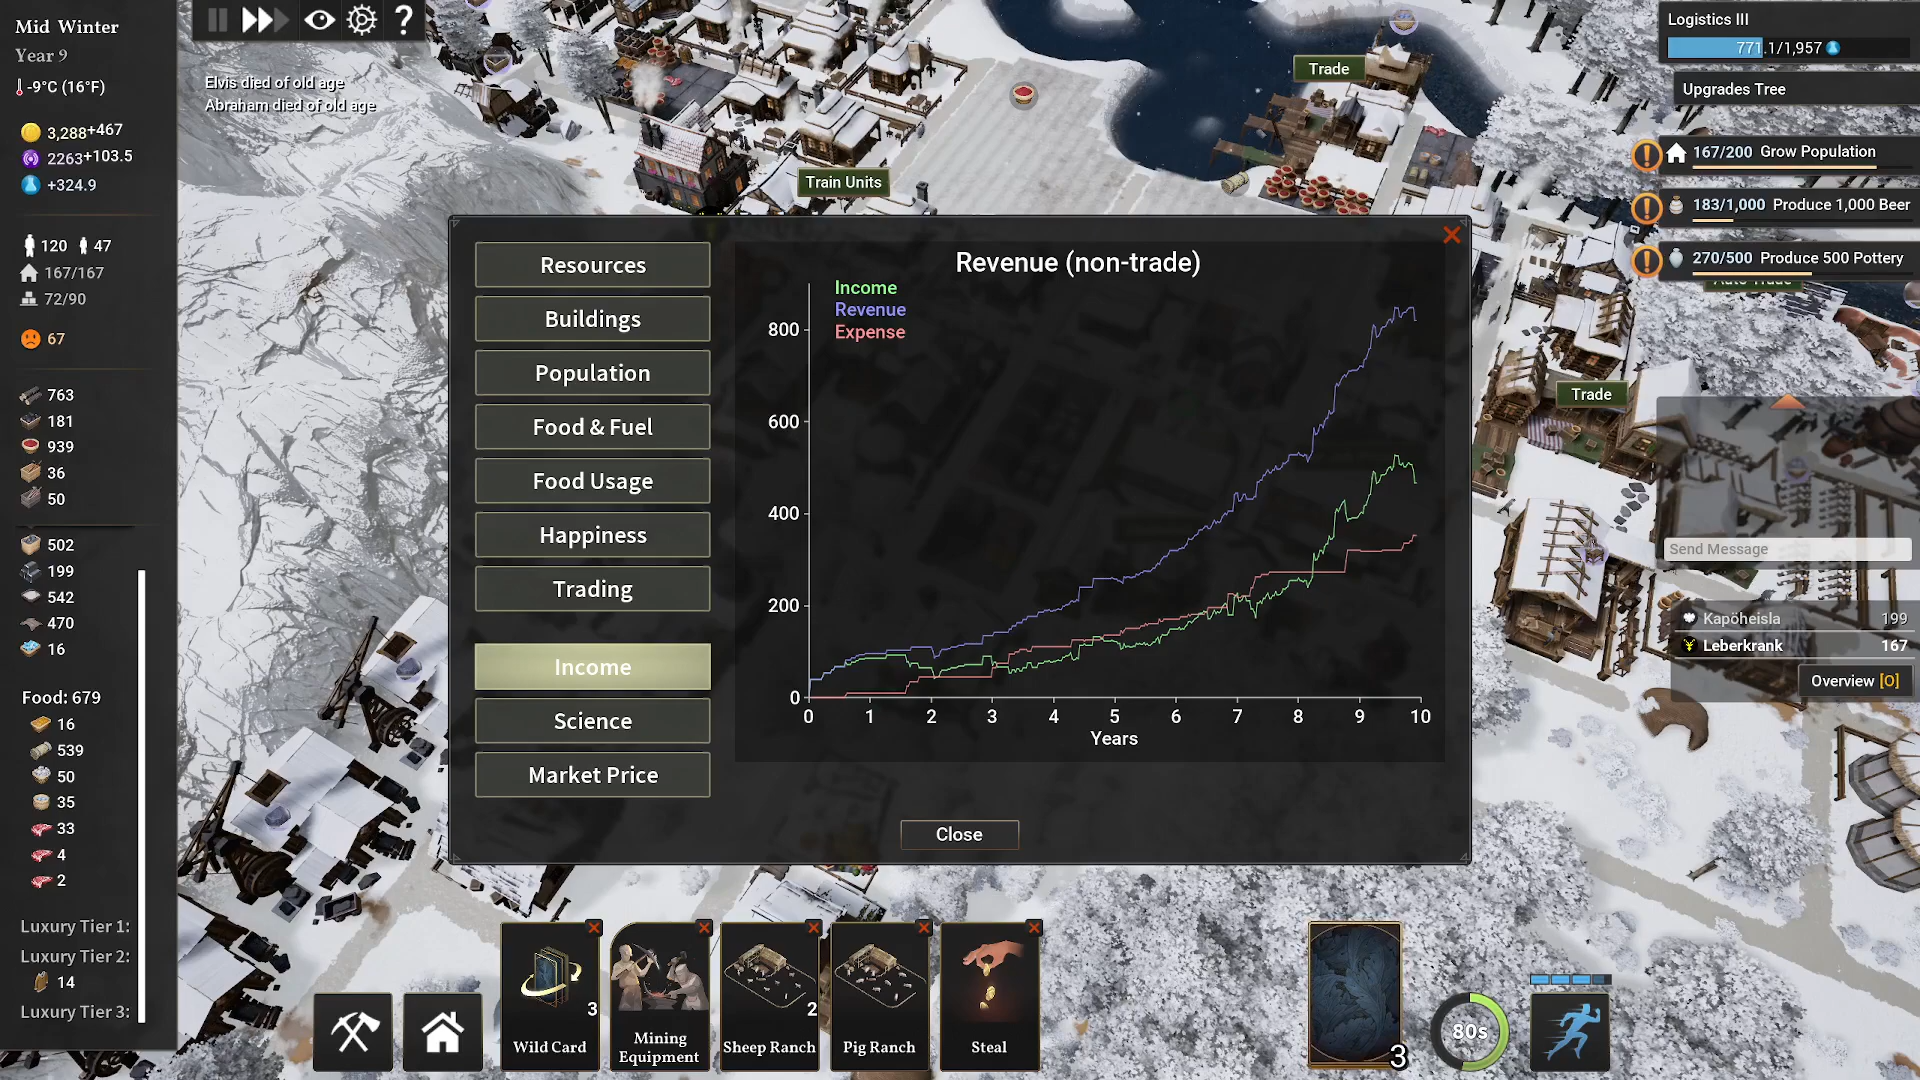 Mid Winter
Year 9
-9°C (16°F)
3,288+467
2263+103.5
+324.9
120 47
167/167
72/90
67
763
181
939
36
50
502
199
542
470
16
Food: 679
16
539
50
35
33
4
2
Luxury Tier 1:
Luxury Tier 2:
14
Luxury Tier 3:
?
Elvis died of old age
Abraham died of old age
Trade
Train Units
Logistics III
771.1/1,957
Upgrades Tree
167/200 Grow Population
183/1,000 Produce 1,000 Beer
270/500 Produce 500 Pottery
Auto Trade
Trade
Resources
Buildings
Population
Food & Fuel
Food Usage
Happiness
Trading
Income
Science
Market Price
Revenue (non-trade)
Income
Revenue
Expense
800
600
400
200
0
0 1 2 3 4 5 6 7 8 9 10
Years
Close
Send Message
Kapöheisla 199
Leberkrank 167
Overview [O]
3
Wild Card
Mining
Equipment
2
Sheep Ranch
Pig Ranch
Steal
3
80s